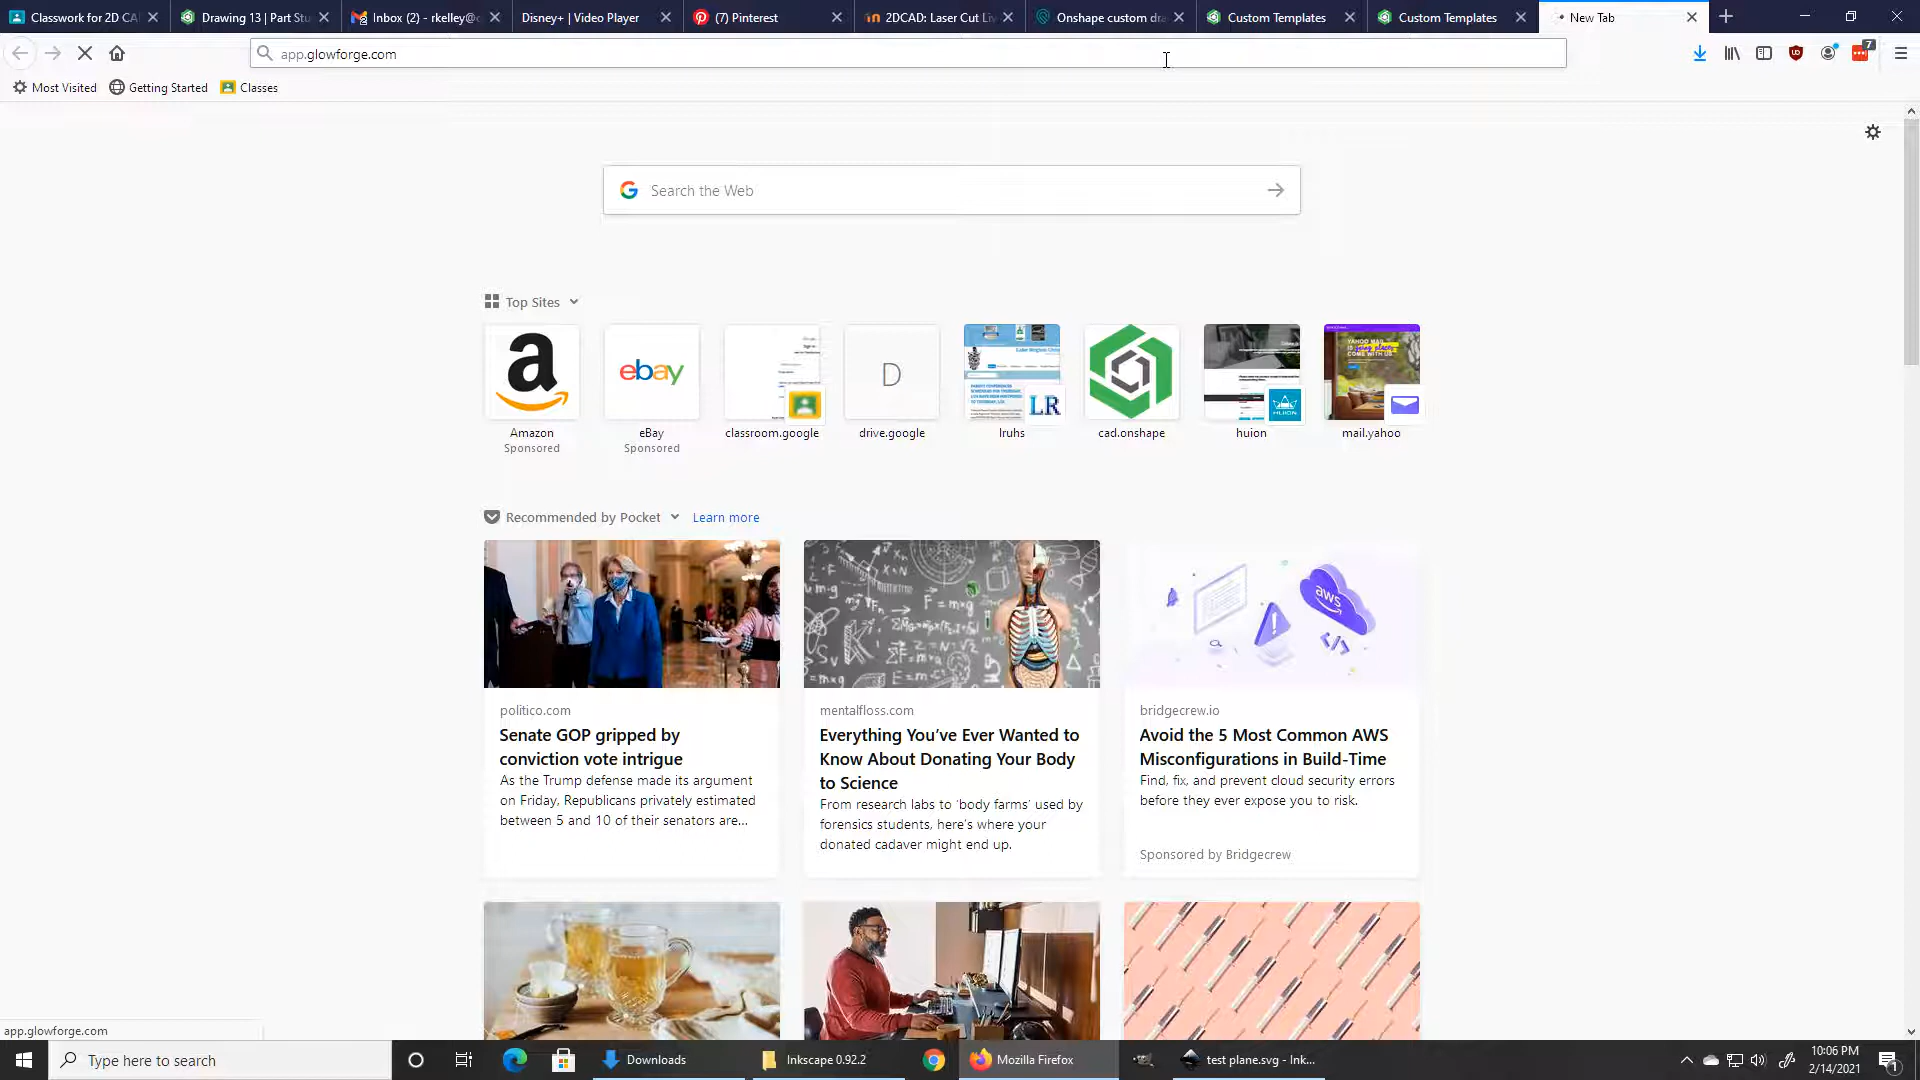 Classwork for 2D CA
Drawing 13 | Part Stu
Inbox (2) - rkelley@
Disney+ | Video Player
(7) Pinterest
2DCAD: Laser Cut Li
Onshape custom dra
Custom Templates
Custom Templates
New Tab
app.glowforge.com
7
Most Visited
Getting Started
Classes
Search the Web
Top Sites
D
LR
HUION
Amazon
Sponsored
eBay
Sponsored
classroom.google
drive.google
lruhs
cad.onshape
huion
mail.yahoo
Recommended by Pocket
Learn more
aws
politico.com
Senate GOP gripped by
conviction vote intrigue
As the Trump defense made its argument
on Friday, Republicans privately estimated
between 5 and 10 of their senators are...
mentalfloss.com
Everything You've Ever Wanted to
Know About Donating Your Body
to Science
From research labs to 'body farms' used by
forensics students, here's where your
donated cadaver might end up.
bridgecrew.io
Avoid the 5 Most Common AWS
Misconfigurations in Build-Time
Find, fix, and prevent cloud security errors
before they ever expose you to risk.
Sponsored by Bridgecrew
app.glowforge.com
Type here to search
Downloads
Inkscape 0.92.2
Mozilla Firefox
test plane.svg - Ink...
10:06 PM
2/14/2021
1